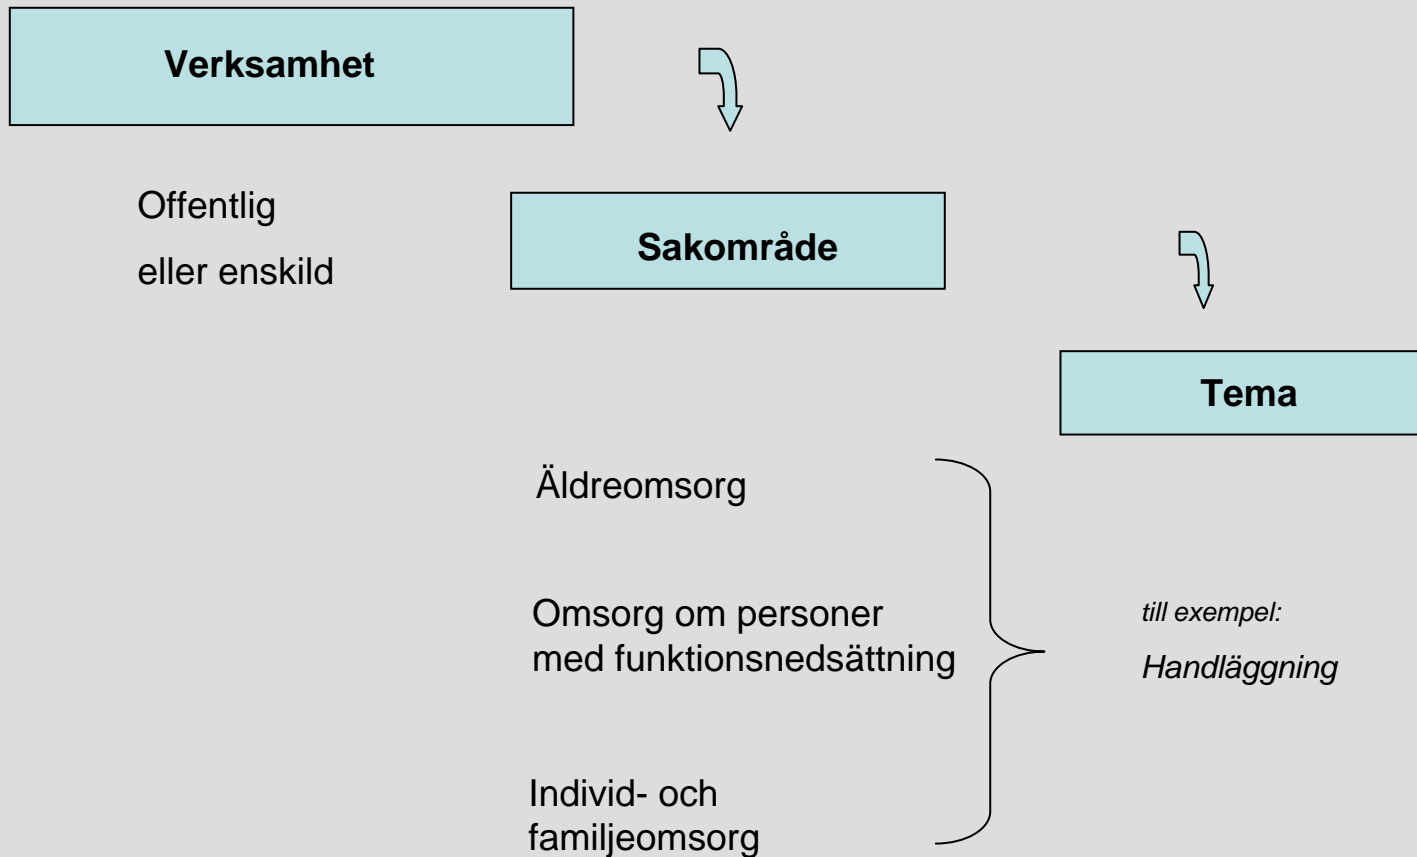 Verksamhet
Offentlig
eller enskild
Sakområde
Tema
Äldreomsorg
Omsorg om personer
med funktionsnedsättning
till exempel:
Handläggning
Individ- och
familjeomsorg